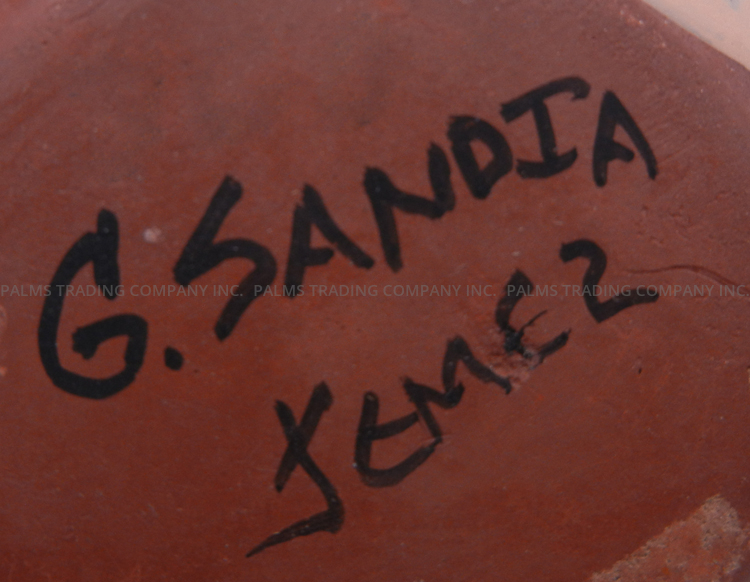 G. SANDIA
PALMS TRADING COMPANY INC. PALMS TRADING COMPANY INC. PALMS TRADING COMPANY INC
JEMEZ